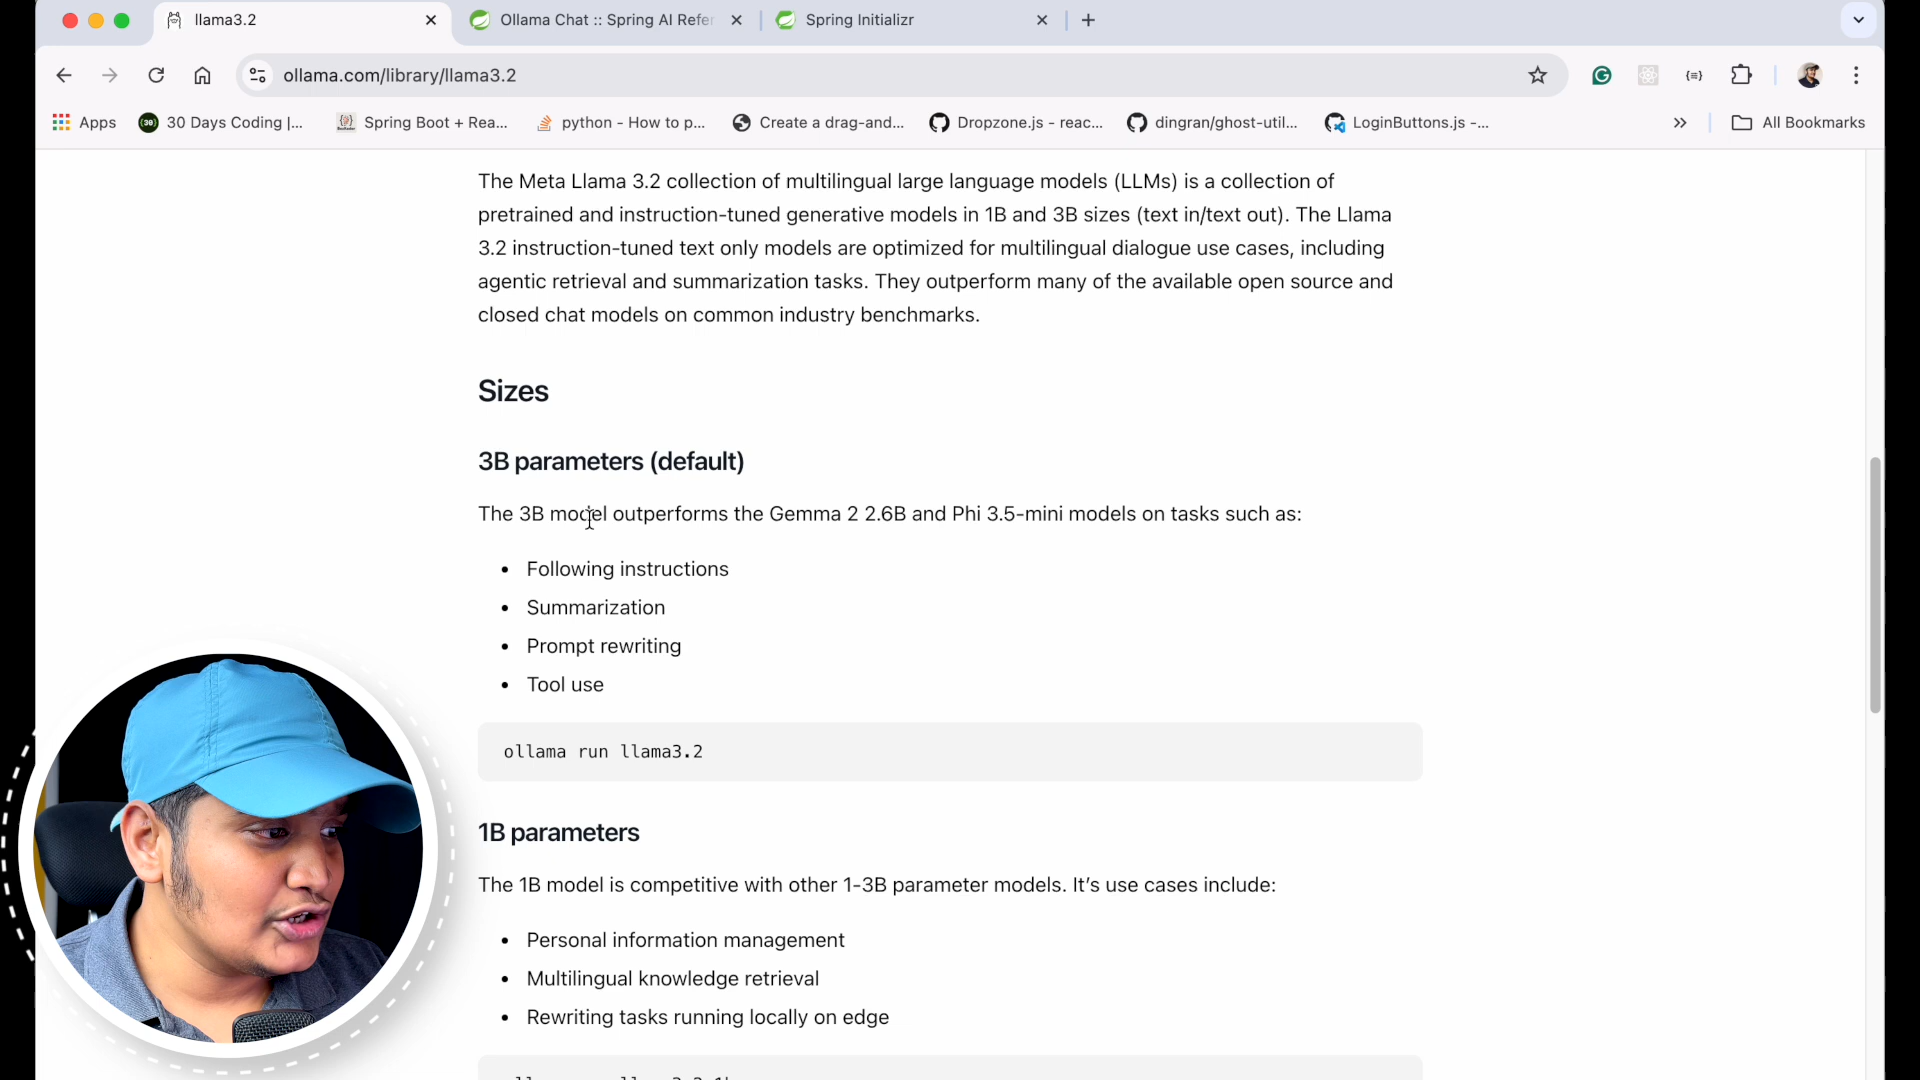 llama3.2
Ollama Chat :: Spring AI Refer
Spring Initializr
ollama.com/library/llama3.2
Apps
30 Days Coding |...
Spring Boot + Rea...
python - How to p...
Create a drag-and...
Dropzone.js - reac...
dingran/ghost-util...
LoginButtons.js -...
All Bookmarks
The Meta Llama 3.2 collection of multilingual large language models (LLMs) is a collection of
pretrained and instruction-tuned generative models in 1B and 3B sizes (text in/text out). The Llama
3.2 instruction-tuned text only models are optimized for multilingual dialogue use cases, including
agentic retrieval and summarization tasks. They outperform many of the available open source and
closed chat models on common industry benchmarks.
Sizes
3B parameters (default)
The 3B model outperforms the Gemma 2 2.6B and Phi 3.5-mini models on tasks such as:
• Following instructions
• Summarization
• Prompt rewriting
• Tool use
ollama run llama3.2
1B parameters
The 1B model is competitive with other 1-3B parameter models. It’s use cases include:
• Personal information management
• Multilingual knowledge retrieval
• Rewriting tasks running locally on edge